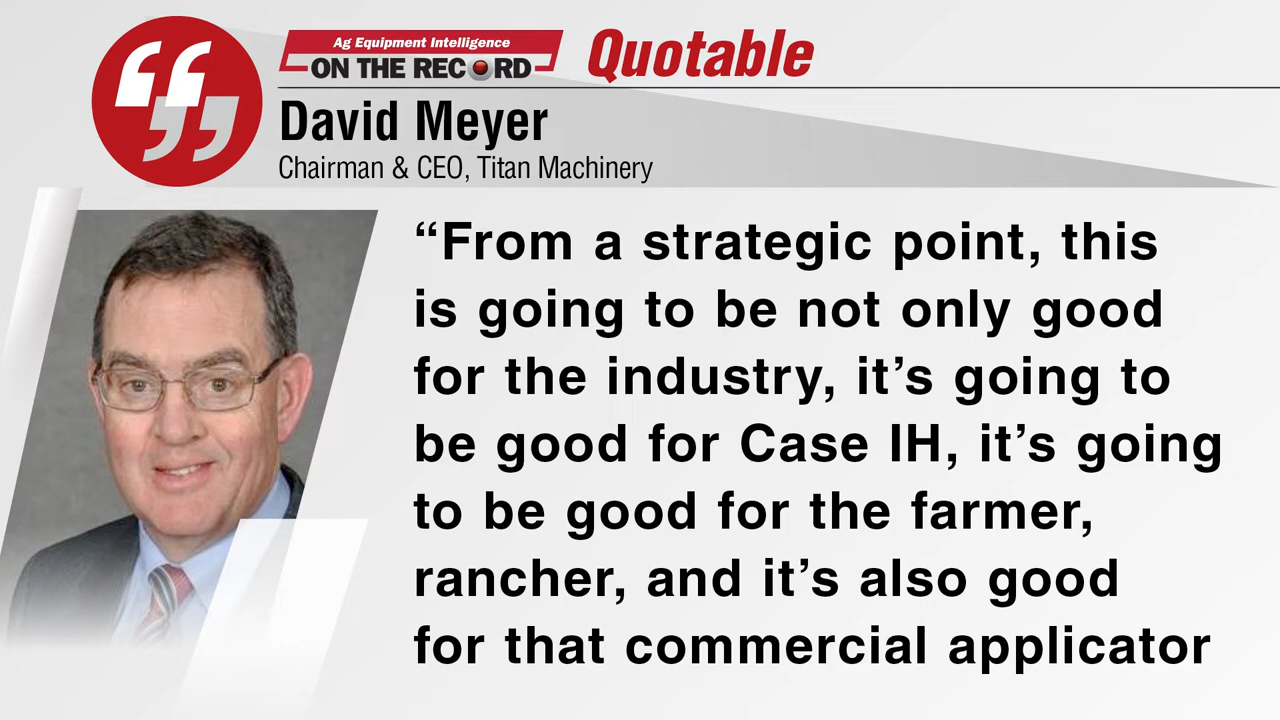 Ag Equipment Intelligence
ON THE RECORD
Quotable
David Meyer
Chairman & CEO, Titan Machinery
“From a strategic point, this
is going to be not only good
for the industry, it’s going to
be good for Case IH, it’s going
to be good for the farmer,
rancher, and it’s also good
for that commercial applicator